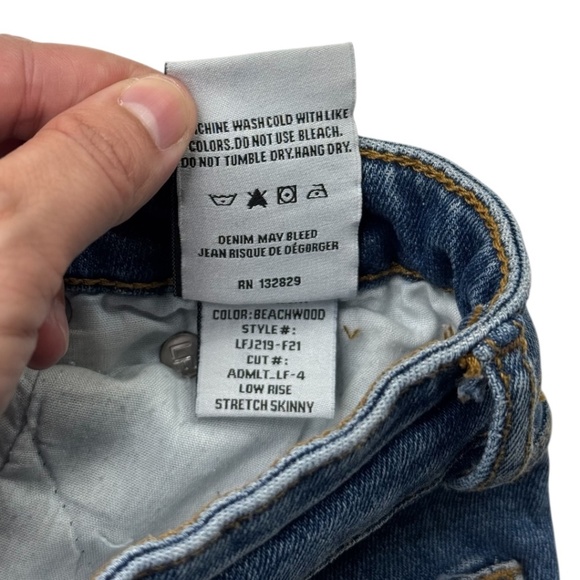 WASH COLD WITH LIKE
COLORS. DO NOT USE BLEACH.
DO NOT TUMBLE DRY. HANG DRY.
DENIM MAY BLEED
JEAN RISQUE DE DÉGORGER
RN 132829
COLOR: BEACHWOOD
STYLE #:
LFJ219-F21
CUT #:
ADMLT_LF-4
LOW RISE
STRETCH SKINNY